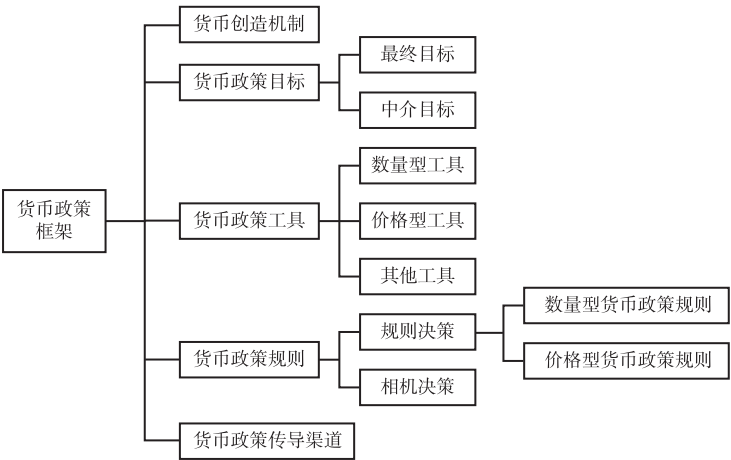 货币创造机制
最终目标
货币政策目标
中介目标
数量型工具
货币政策
框架
货币政策工具
价格型工具
其他工具
数量型货币政策规则
规则决策
货币政策规则
价格型货币政策规则
相机决策
货币政策传导渠道